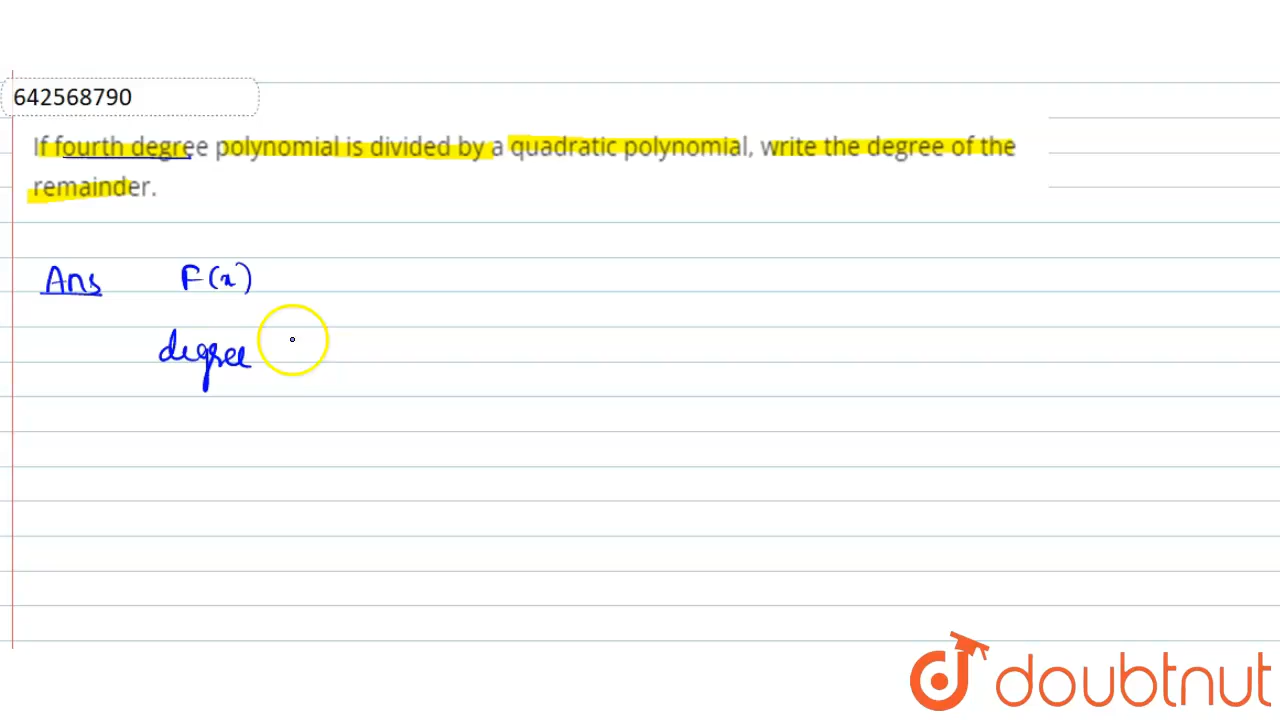 642568790
If fourth degree polynomial is divided by a quadratic polynomial, write the degree of the
remainder.
Ans F(x)
degree
doubtnut